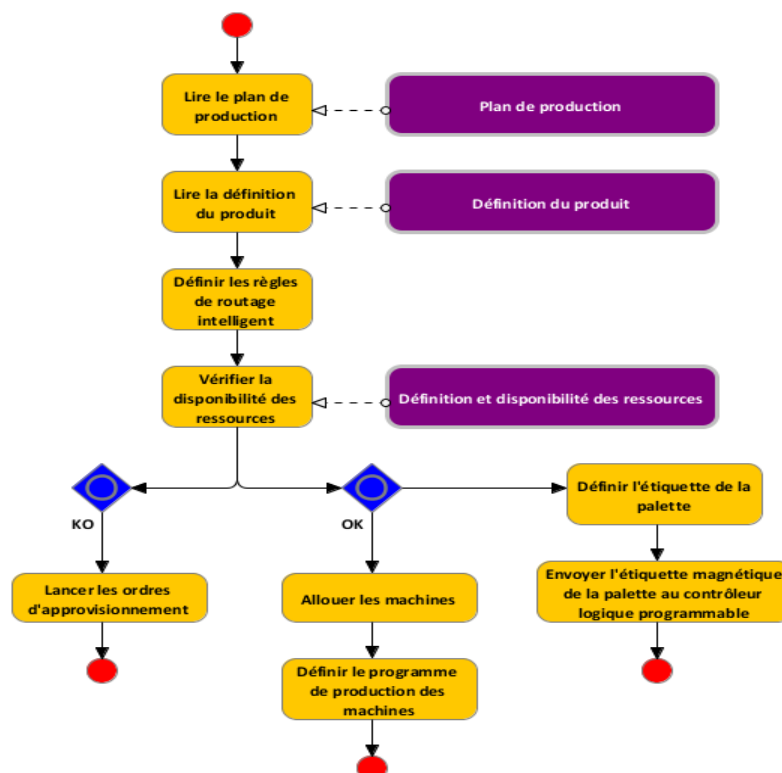 Lire le plan de
production
Plan de production
Lire la définition
du produit
Définition du produit
Définir les règles
de routage
intelligent
Vérifier la
disponibilité des
ressources
Définition et disponibilité des ressources
KO
OK
Définir l'étiquette de la
palette
Lancer les ordres
d'approvisionnement
Allouer les machines
Envoyer l'étiquette magnétique
de la palette au contrôleur
logique programmable
Définir le programme
de production des
machines